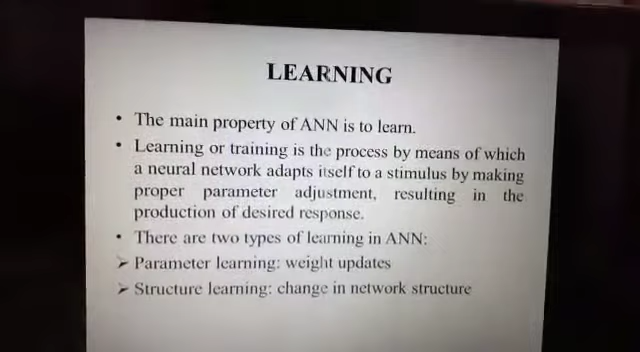 LEARNING
• The main property of ANN is to learn.
• Learning or training is the process by means of which
a neural network adapts itself to a stimulus by making
proper parameter adjustment, resulting in the
production of desired response.
• There are two types of learning in ANN:
➢ Parameter learning: weight updates
➢ Structure learning: change in network structure